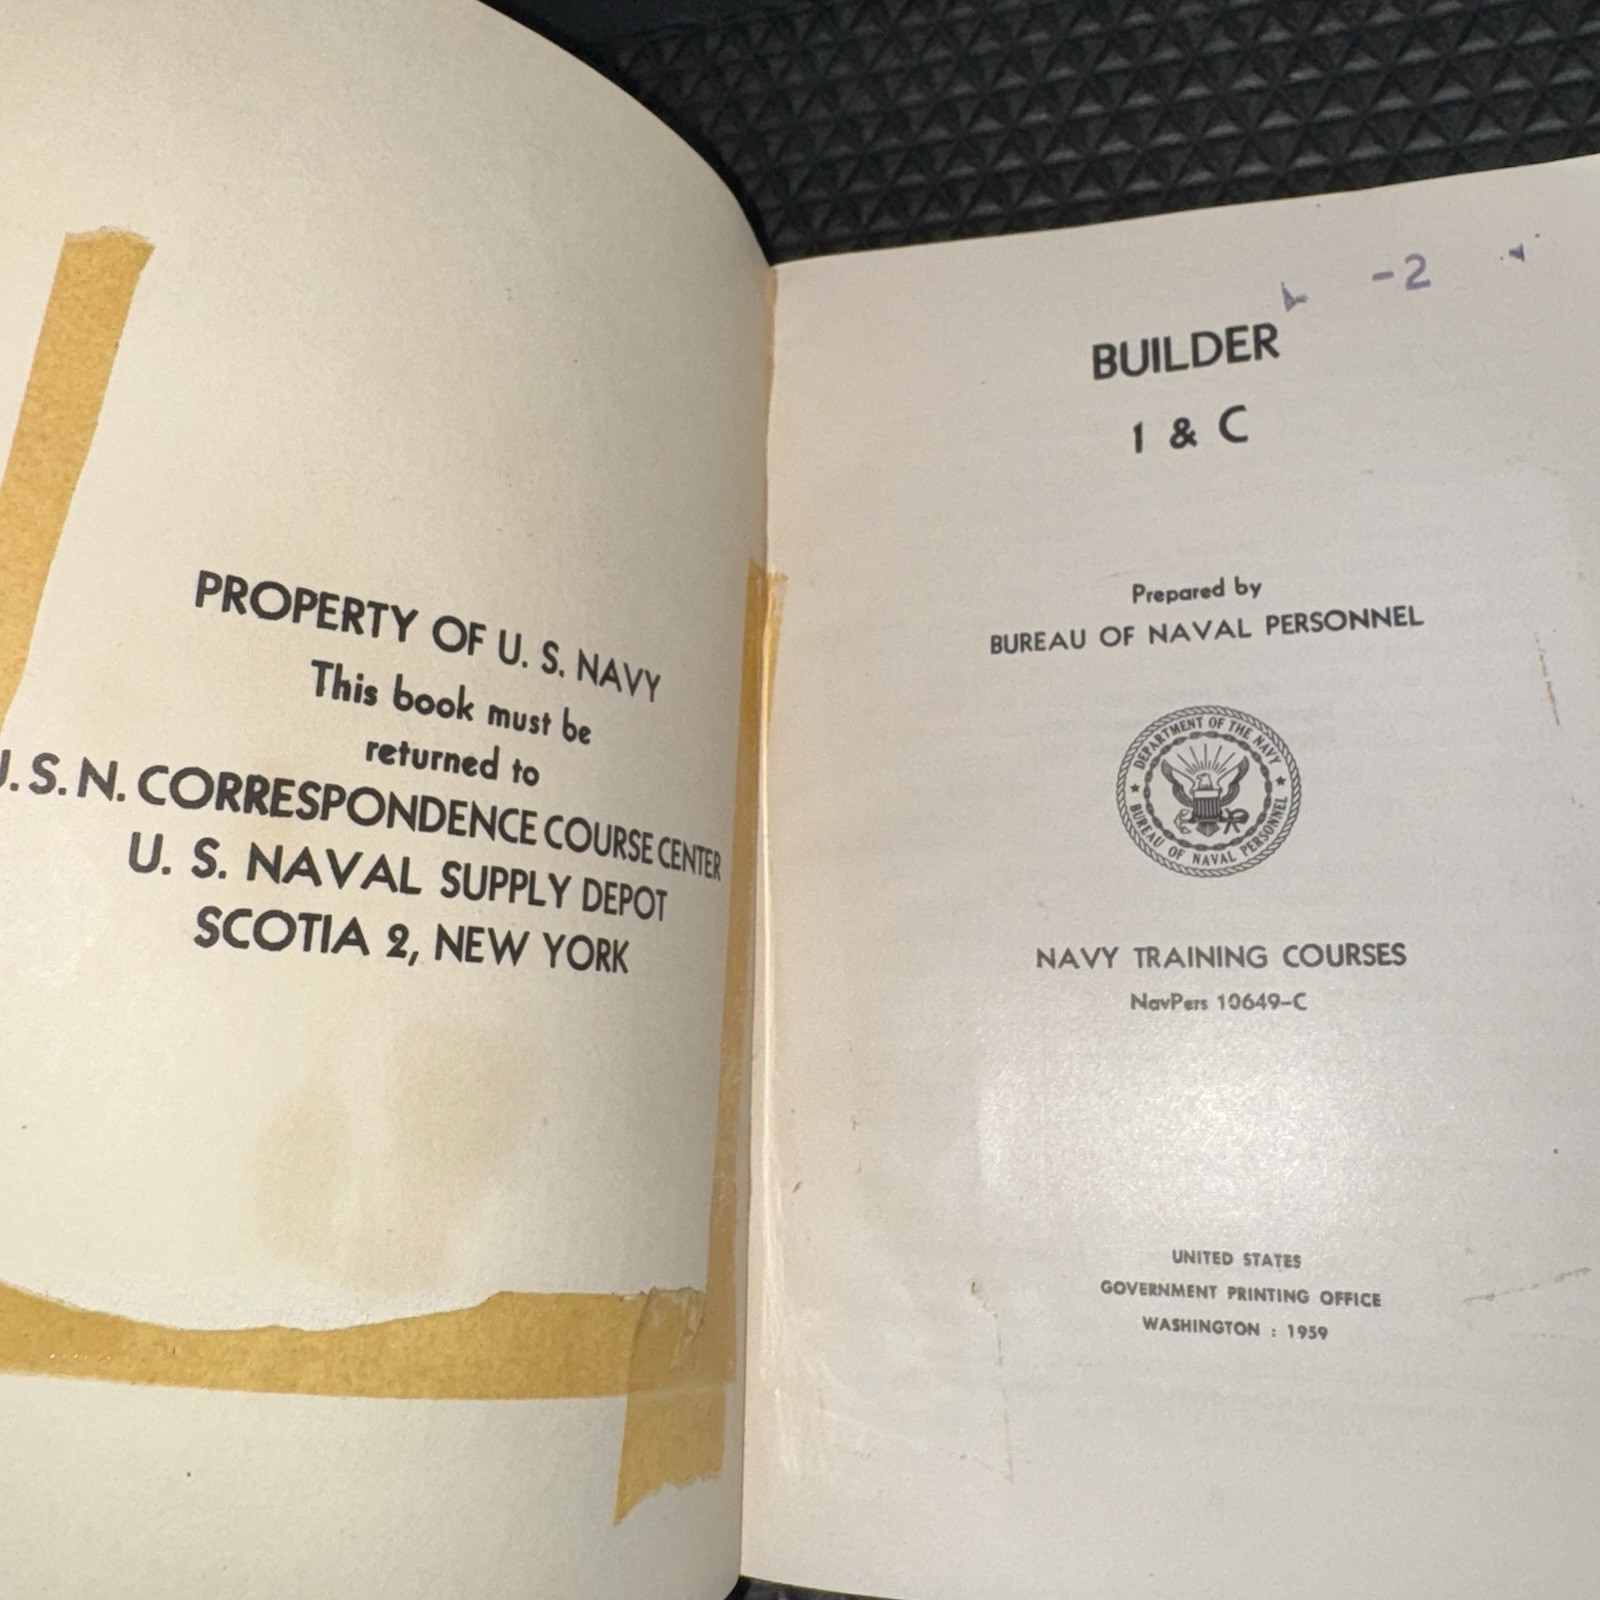 PROPERTY OF U. S. NAVY
This book must be
returned to
U. S. N. CORRESPONDENCE COURSE CENTER
U. S. NAVAL SUPPLY DEPOT
SCOTIA 2, NEW YORK
-2
BUILDER
1 & C
Prepared by
BUREAU OF NAVAL PERSONNEL
DEPARTMENT OF THE NAVY
BUREAU OF NAVAL PERSONNEL
NAVY TRAINING COURSES
NavPers 10649-C
UNITED STATES
GOVERNMENT PRINTING OFFICE
WASHINGTON : 1959